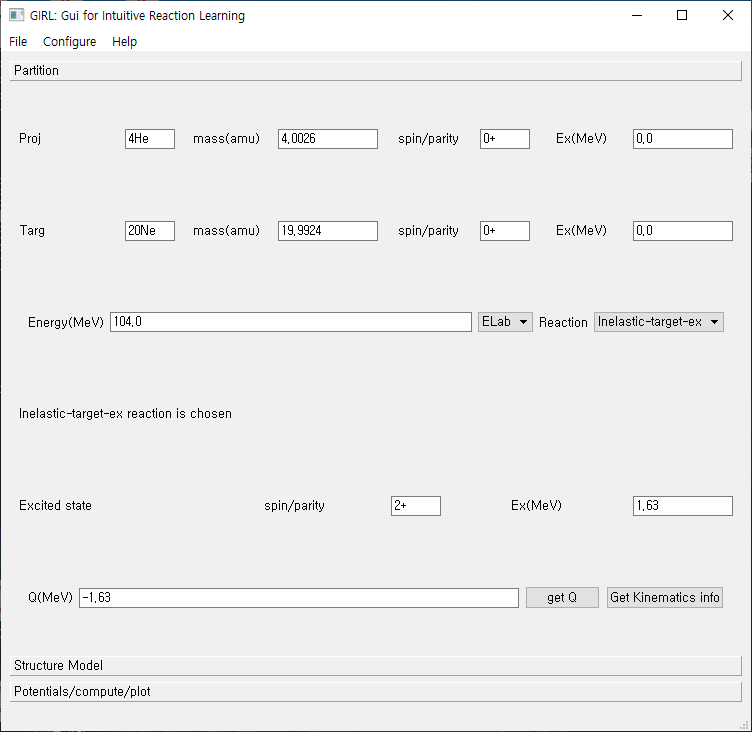 GIRL: Gui for Intuitive Reaction Learning
File Configure Help
Partition
Proj 4He mass(amu) 4.0026 spin/parity 0+ Ex(MeV) 0.0
Targ 20Ne mass(amu) 19.9924 spin/parity 0+ Ex(MeV) 0.0
Energy(MeV) 104.0 ELab Reaction Inelastic-target-ex
Inelastic-target-ex reaction is chosen
Excited state spin/parity 2+ Ex(MeV) 1.63
Q(MeV) -1.63 get Q Get Kinematics info
Structure Model
Potentials/compute/plot